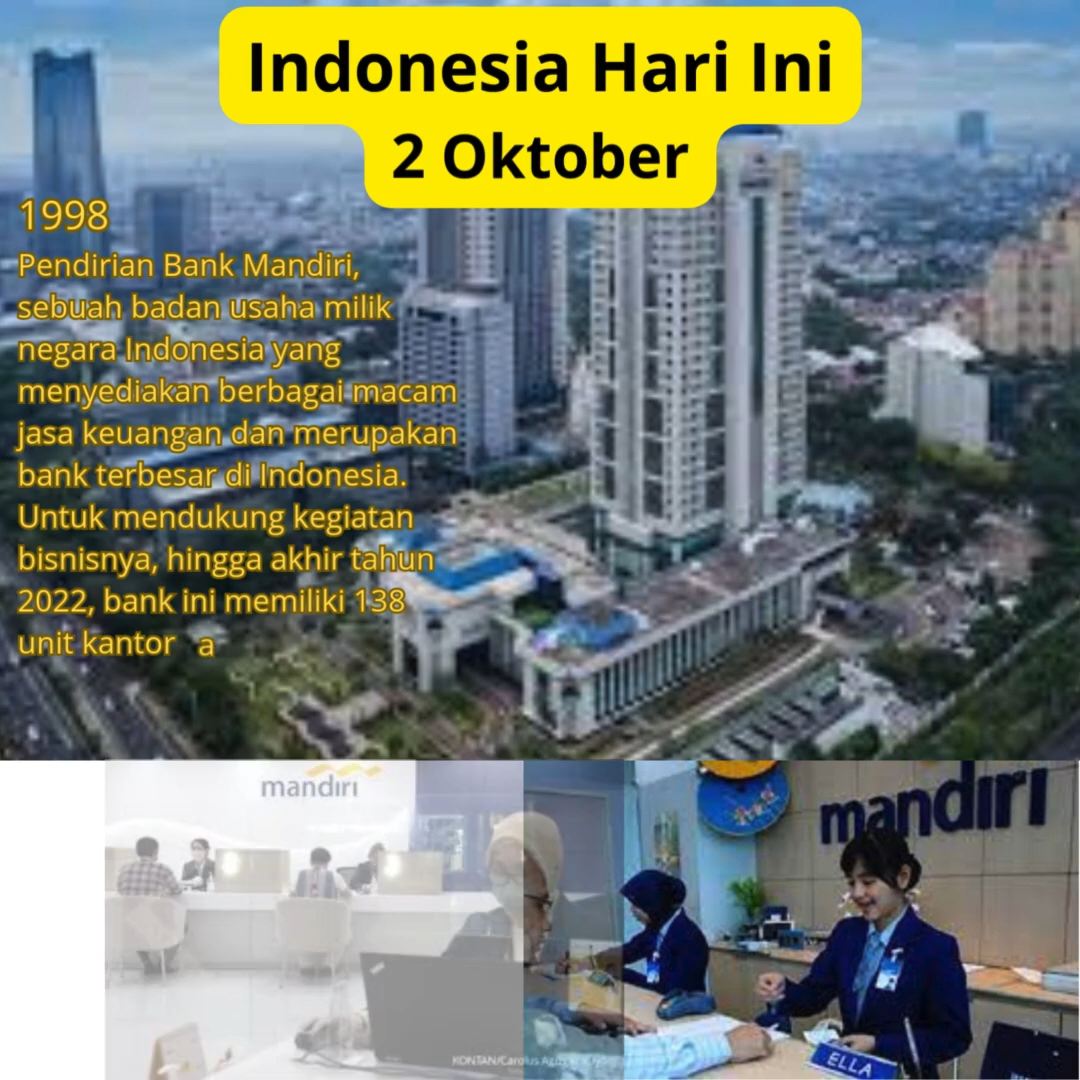 Indonesia Hari Ini
2 Oktober
1998
Pendirian Bank Mandiri,
sebuah badan usaha milik
negara Indonesia yang
menyediakan berbagai macam
jasa keuangan dan merupakan
bank terbesar di Indonesia.
Untuk mendukung kegiatan
bisnisnya, hingga akhir tahun
2022, bank ini memiliki 138
unit kantor a
mandiri
mandiri
ELLA
KONTAN/Carolus